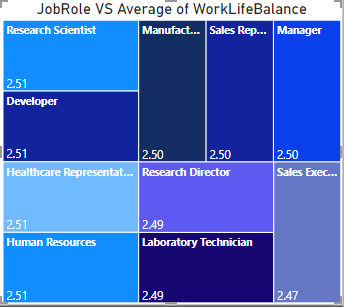 JobRole VS Average of WorkLifeBalance
Research Scientist
2.51
Developer
2.51
Healthcare Representat...
2.51
Human Resources
2.51
Manufact...
2.50
Sales Rep...
2.50
Manager
2.50
Research Director
2.49
Laboratory Technician
2.49
Sales Exec...
2.47